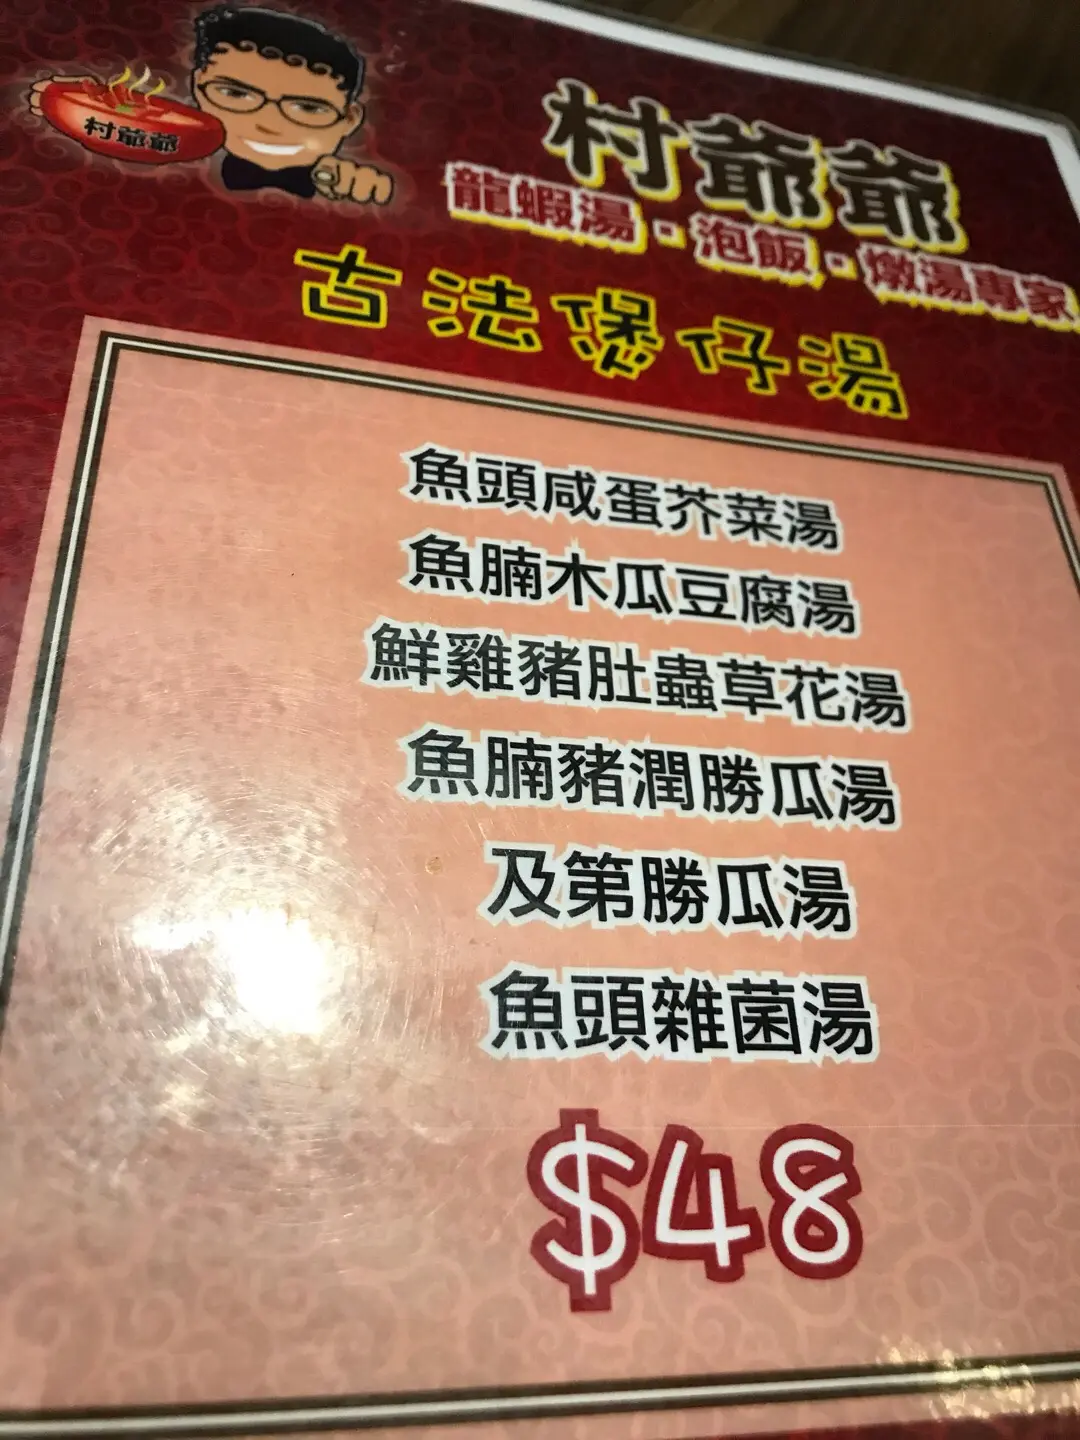 村爺爺
村爺爺
龍蝦湯·泡飯·燉湯專家
古法煲仔湯
魚頭咸蛋芥菜湯
魚腩木瓜豆腐湯
鮮雞豬肚蟲草花湯
魚腩豬潤勝瓜湯
及第勝瓜湯
魚頭雜菌湯
$48